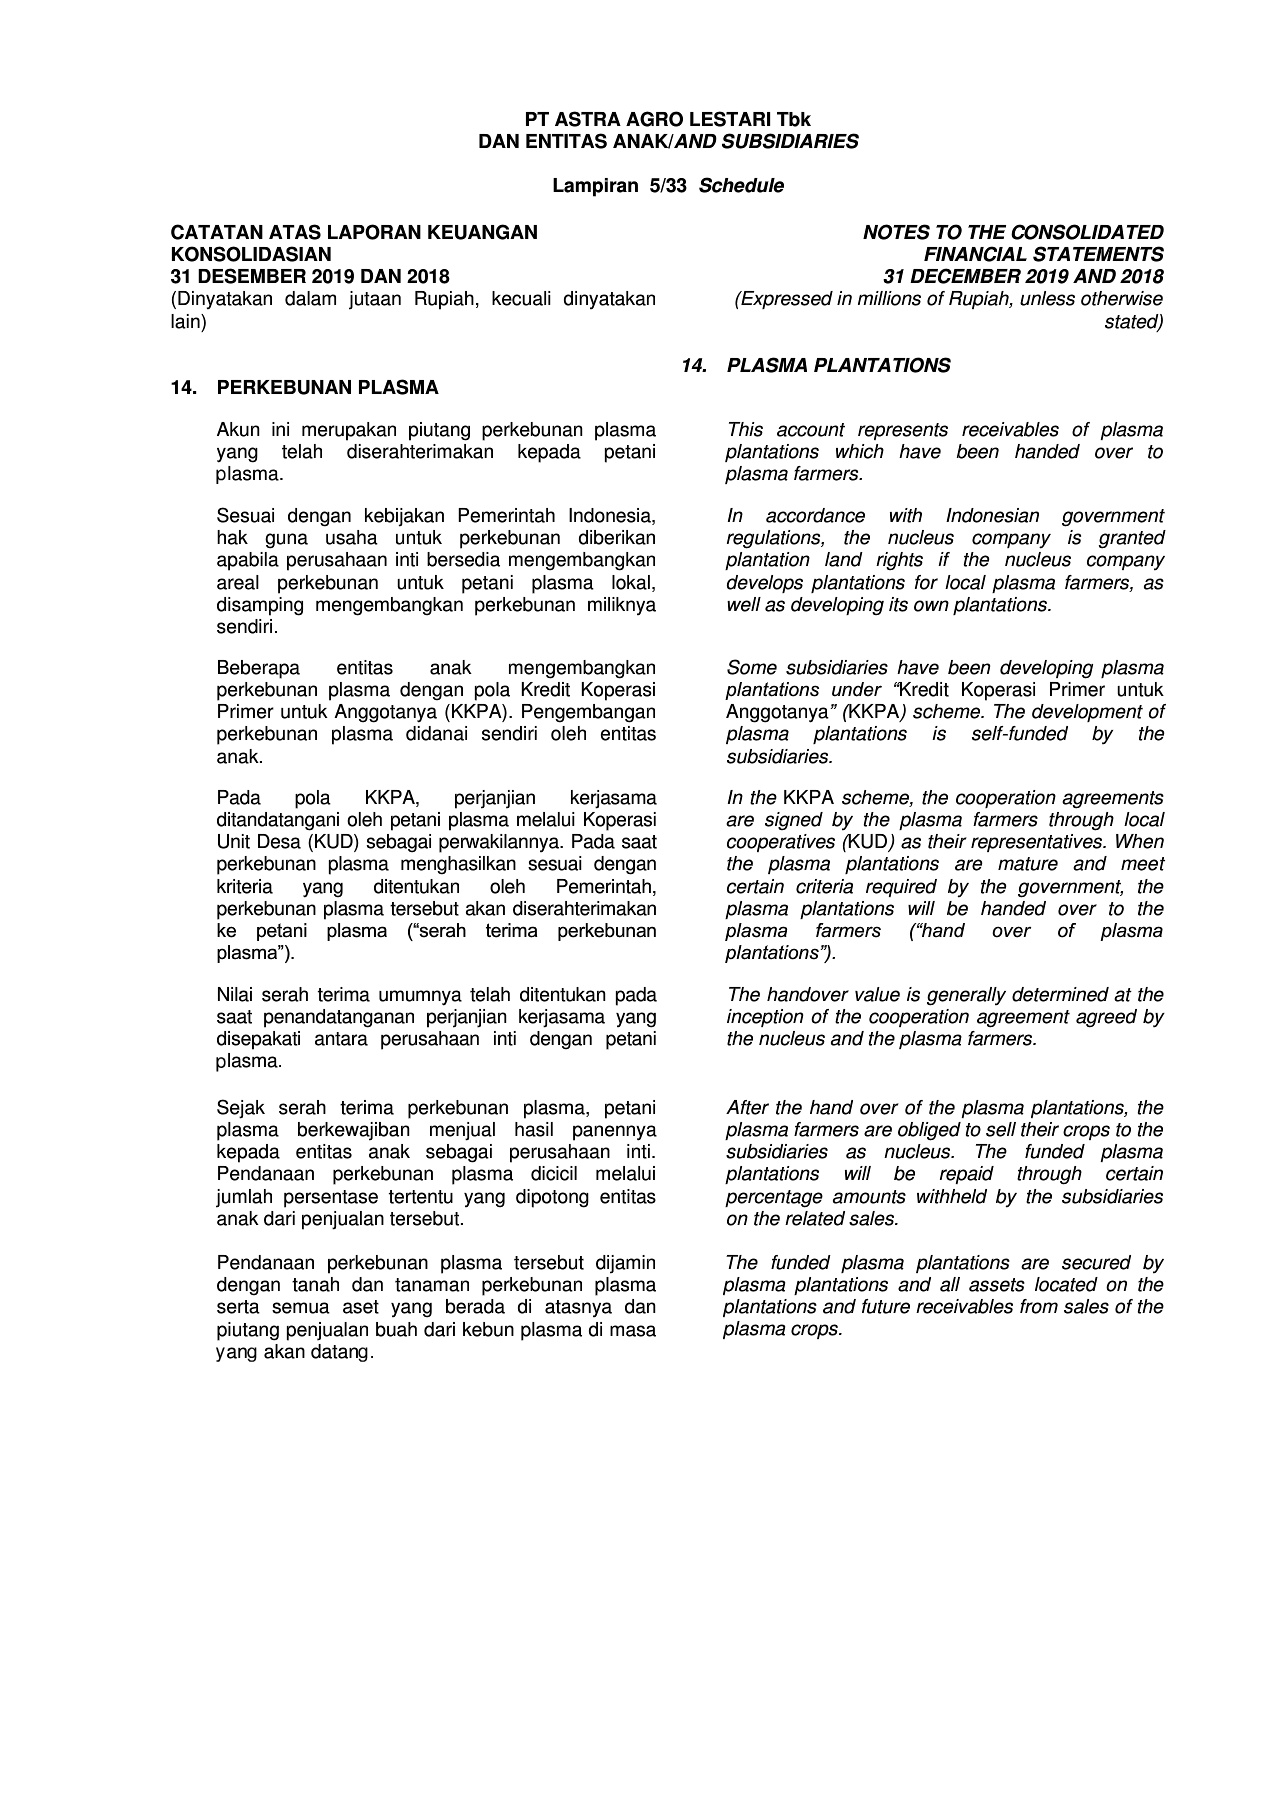 PT ASTRA AGRO LESTARI Tbk
DAN ENTITAS ANAK/AND SUBSIDIARIES
Lampiran 5/33 Schedule
CATATAN ATAS LAPORAN KEUANGAN
KONSOLIDASIAN
31 DESEMBER 2019 DAN 2018
(Dinyatakan dalam jutaan Rupiah, kecuali dinyatakan
lain)
NOTES TO THE CONSOLIDATED
FINANCIAL STATEMENTS
31 DECEMBER 2019 AND 2018
(Expressed in millions of Rupiah, unless otherwise
stated)
14. PERKEBUNAN PLASMA
Akun ini merupakan piutang perkebunan plasma
yang telah diserahterimakan kepada petani
plasma.
Sesuai dengan kebijakan Pemerintah Indonesia,
hak guna usaha untuk perkebunan diberikan
apabila perusahaan inti bersedia mengembangkan
areal perkebunan untuk petani plasma lokal,
disamping mengembangkan perkebunan miliknya
sendiri.
Beberapa entitas anak mengembangkan
perkebunan plasma dengan pola Kredit Koperasi
Primer untuk Anggotanya (KKPA). Pengembangan
perkebunan plasma didanai sendiri oleh entitas
anak.
Pada pola KKPA, perjanjian kerjasama
ditandatangani oleh petani plasma melalui Koperasi
Unit Desa (KUD) sebagai perwakilannya. Pada saat
perkebunan plasma menghasilkan sesuai dengan
kriteria yang ditentukan oleh Pemerintah,
perkebunan plasma tersebut akan diserahterimakan
ke petani plasma (“serah terima perkebunan
plasma”).
Nilai serah terima umumnya telah ditentukan pada
saat penandatanganan perjanjian kerjasama yang
disepakati antara perusahaan inti dengan petani
plasma.
Sejak serah terima perkebunan plasma, petani
plasma berkewajiban menjual hasil panennya
kepada entitas anak sebagai perusahaan inti.
Pendanaan perkebunan plasma dicicil melalui
jumlah persentase tertentu yang dipotong entitas
anak dari penjualan tersebut.
Pendanaan perkebunan plasma tersebut dijamin
dengan tanah dan tanaman perkebunan plasma
serta semua aset yang berada di atasnya dan
piutang penjualan buah dari kebun plasma di masa
yang akan datang.
14. PLASMA PLANTATIONS
This account represents receivables of plasma
plantations which have been handed over to
plasma farmers.
In accordance with Indonesian government
regulations, the nucleus company is granted
plantation land rights if the nucleus company
develops plantations for local plasma farmers, as
well as developing its own plantations.
Some subsidiaries have been developing plasma
plantations under “Kredit Koperasi Primer untuk
Anggotanya” (KKPA) scheme. The development of
plasma plantations is self-funded by the
subsidiaries.
In the KKPA scheme, the cooperation agreements
are signed by the plasma farmers through local
cooperatives (KUD) as their representatives. When
the plasma plantations are mature and meet
certain criteria required by the government, the
plasma plantations will be handed over to the
plasma farmers (“hand over of plasma
plantations”).
The handover value is generally determined at the
inception of the cooperation agreement agreed by
the nucleus and the plasma farmers.
After the hand over of the plasma plantations, the
plasma farmers are obliged to sell their crops to the
subsidiaries as nucleus. The funded plasma
plantations will be repaid through certain
percentage amounts withheld by the subsidiaries
on the related sales.
The funded plasma plantations are secured by
plasma plantations and all assets located on the
plantations and future receivables from sales of the
plasma crops.